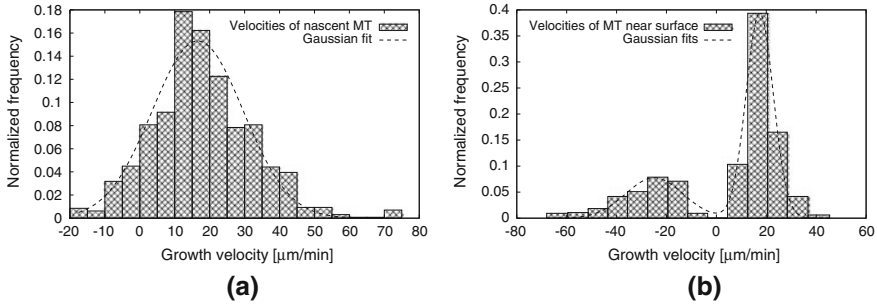 Normalized frequency
0.18
0.16
0.14
0.12
0.1
0.08
0.06
0.04
0.02
0
-20 -10 0 10 20 30 40 50 60 70 80
Growth velocity [μm/min]
Velocities of nascent MT
Gaussian fit
(a)
Normalized frequency
0.4
0.35
0.3
0.25
0.2
0.15
0.1
0.05
0
-80 -60 -40 -20 0 20 40 60
Growth velocity [μm/min]
Velocities of MT near surface
Gaussian fits
(b)